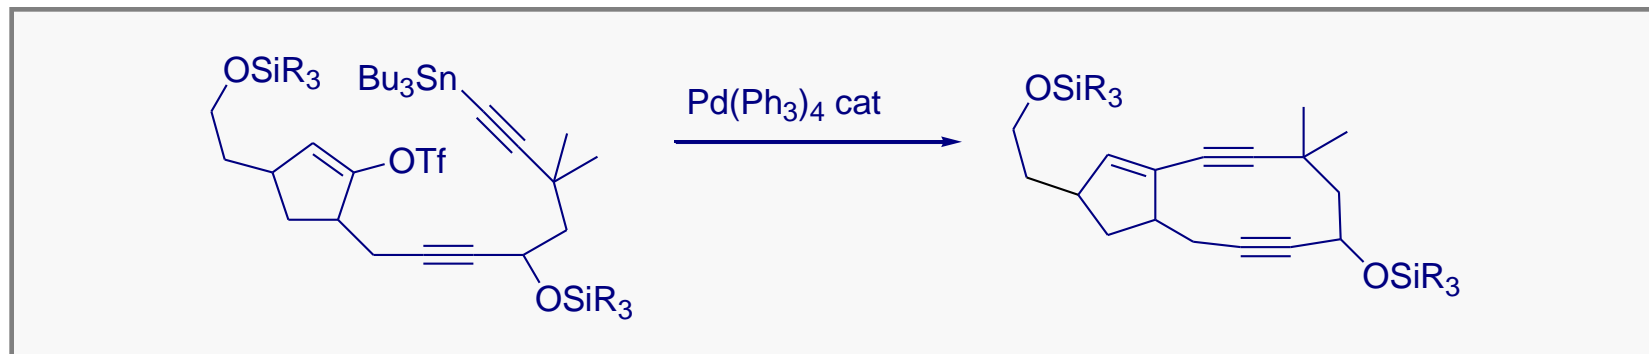 OSiR3
Bu3Sn
OTf
OSiR3
Pd(Ph3)4 cat
OSiR3
OSiR3